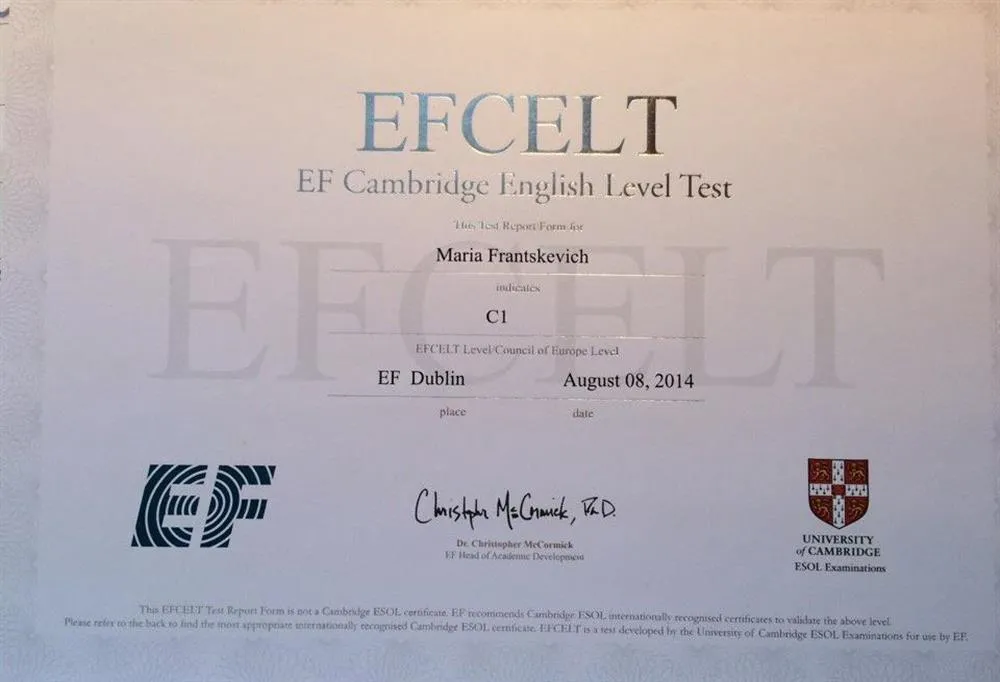 EFCELT
EF Cambridge English Level Test
This Test Report Form for
Maria Frantskevich
indicates
C1
EFCELT Level/Council of Europe Level
EF Dublin August 08, 2014
place date
EFCELT
EF
Christopher McCormick, Ph.D.
Dr. Christopher McCormick
EF Head of Academic Development
UNIVERSITY
of CAMBRIDGE
ESOL Examinations
This EFCELT Test Report Form is not a Cambridge ESOL certificate. EF recommends Cambridge ESOL internationally recognised certificates to validate the above level.
Please refer to the back to find the most appropriate internationally recognised Cambridge ESOL certificate. EFCELT is a test developed by the University of Cambridge ESOL Examinations for use by EF.